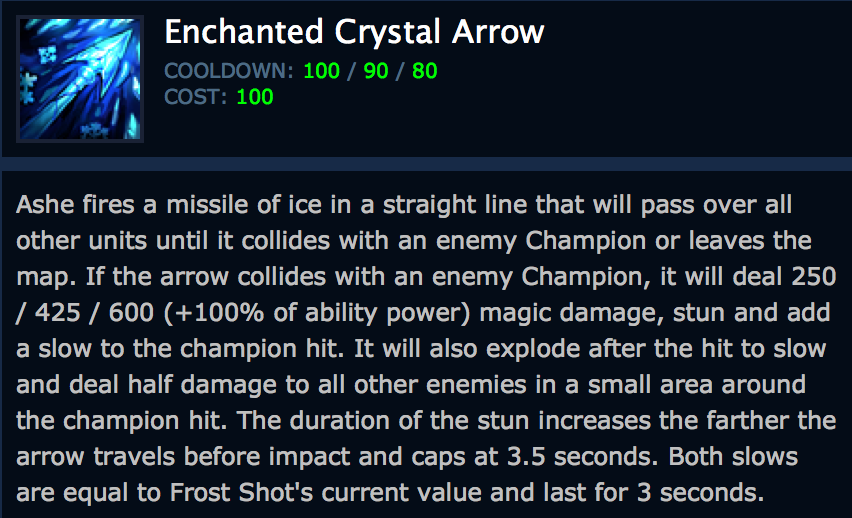 Enchanted Crystal Arrow
COOLDOWN: 100 / 90 / 80
COST: 100
Ashe fires a missile of ice in a straight line that will pass over all
other units until it collides with an enemy Champion or leaves the
map. If the arrow collides with an enemy Champion, it will deal 250
/ 425 / 600 (+100% of ability power) magic damage, stun and add
a slow to the champion hit. It will also explode after the hit to slow
and deal half damage to all other enemies in a small area around
the champion hit. The duration of the stun increases the farther the
arrow travels before impact and caps at 3.5 seconds. Both slows
are equal to Frost Shot's current value and last for 3 seconds.